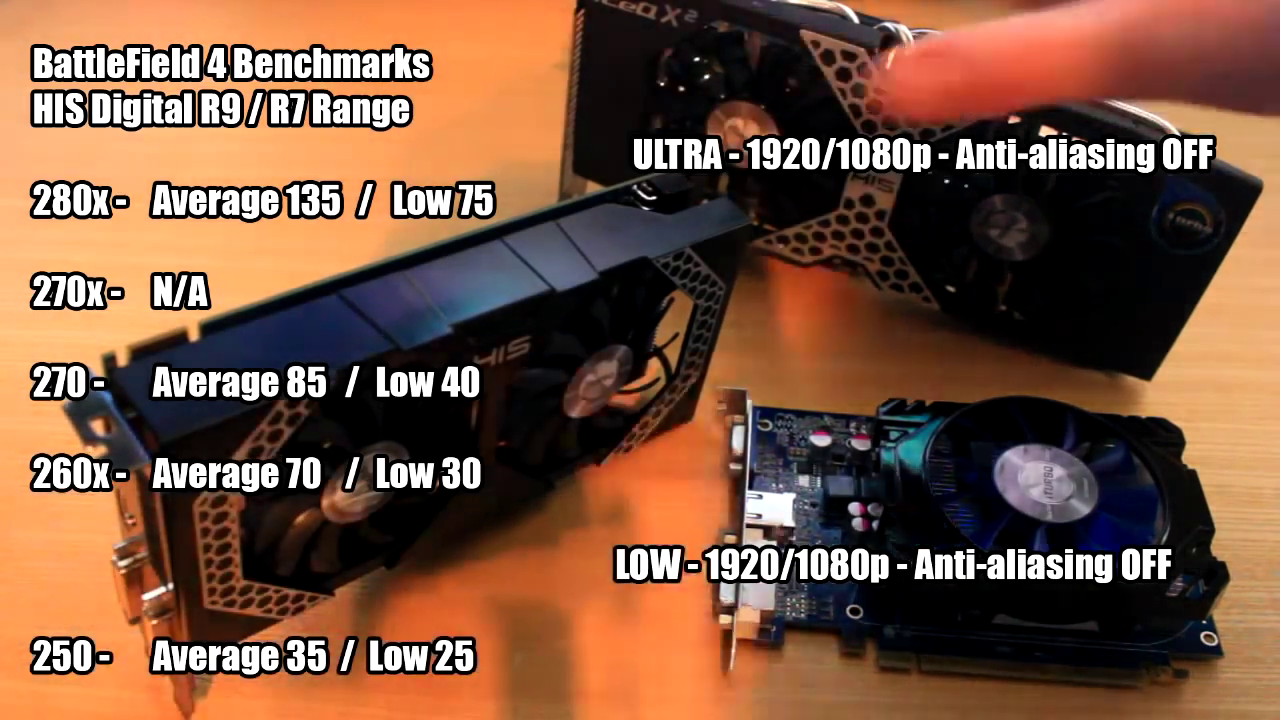 BattleField 4 Benchmarks
HIS Digital R9 / R7 Range
ULTRA - 1920/1080p - Anti-aliasing OFF
280x - Average 135 / Low 75
270x - N/A
270 - Average 85 / Low 40
260x - Average 70 / Low 30
LOW - 1920/1080p - Anti-aliasing OFF
250 - Average 35 / Low 25
HIS
HIS
TURBO